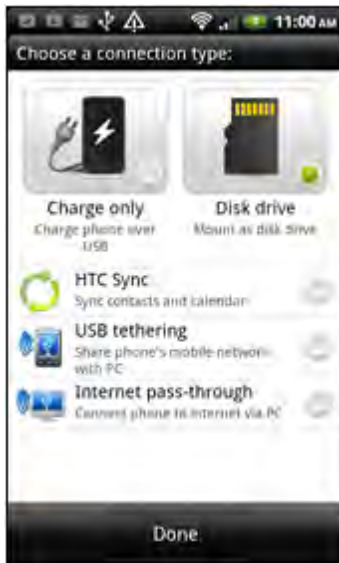 11:00 AM
Choose a connection type:
Charge only
Charge phone over
USB
Disk drive
Mount as disk drive
HTC Sync
Sync contacts and calendar
USB tethering
Share phone's mobile network
with PC
Internet pass-through
Connect phone to Internet via PC
Done